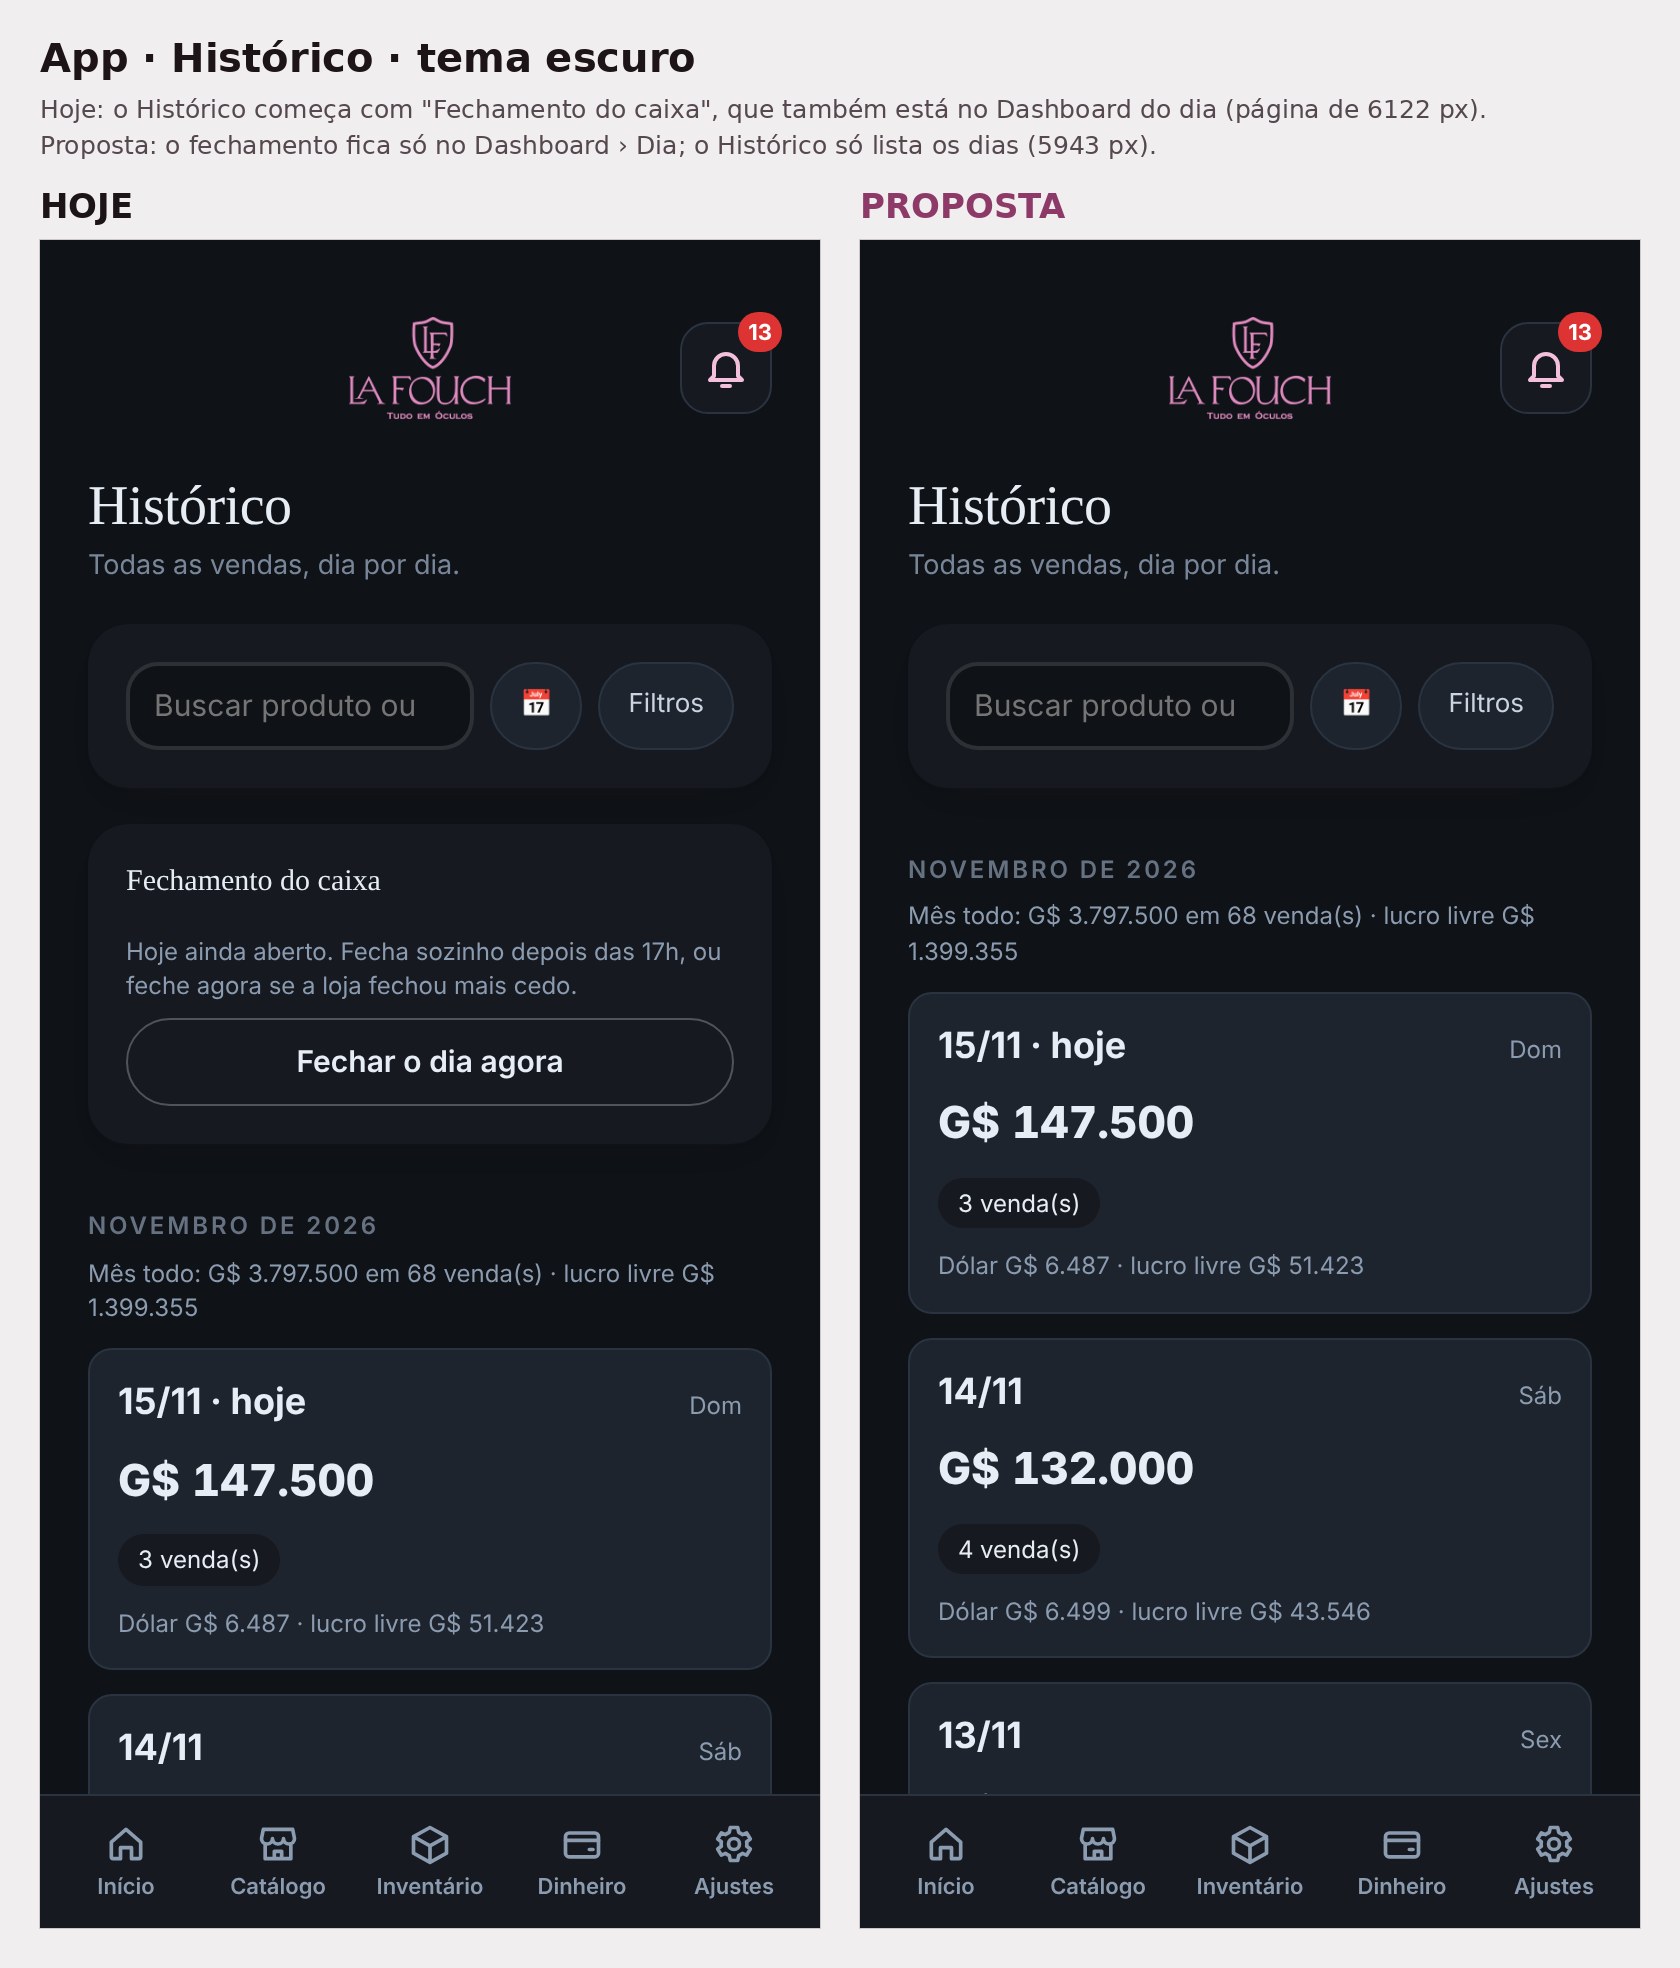 App · Histórico · tema escuro
Hoje: o Histórico começa com "Fechamento do caixa", que também está no Dashboard do dia (página de 6122 px).
Proposta: o fechamento fica só no Dashboard › Dia; o Histórico só lista os dias (5943 px).
HOJE
LF
LA FOUCH
TUDO EM ÓCULOS
13
Histórico
Todas as vendas, dia por dia.
Buscar produto ou
July
17
Filtros
Fechamento do caixa
Hoje ainda aberto. Fecha sozinho depois das 17h, ou
feche agora se a loja fechou mais cedo.
Fechar o dia agora
NOVEMBRO DE 2026
Mês todo: G$ 3.797.500 em 68 venda(s) · lucro livre G$
1.399.355
15/11 · hoje
Dom
G$ 147.500
3 venda(s)
Dólar G$ 6.487 · lucro livre G$ 51.423
14/11
Sáb
Início
Catálogo
Inventário
Dinheiro
Ajustes
PROPOSTA
LF
LA FOUCH
TUDO EM ÓCULOS
13
Histórico
Todas as vendas, dia por dia.
Buscar produto ou
July
17
Filtros
NOVEMBRO DE 2026
Mês todo: G$ 3.797.500 em 68 venda(s) · lucro livre G$
1.399.355
15/11 · hoje
Dom
G$ 147.500
3 venda(s)
Dólar G$ 6.487 · lucro livre G$ 51.423
14/11
Sáb
G$ 132.000
4 venda(s)
Dólar G$ 6.499 · lucro livre G$ 43.546
13/11
Sex
Início
Catálogo
Inventário
Dinheiro
Ajustes